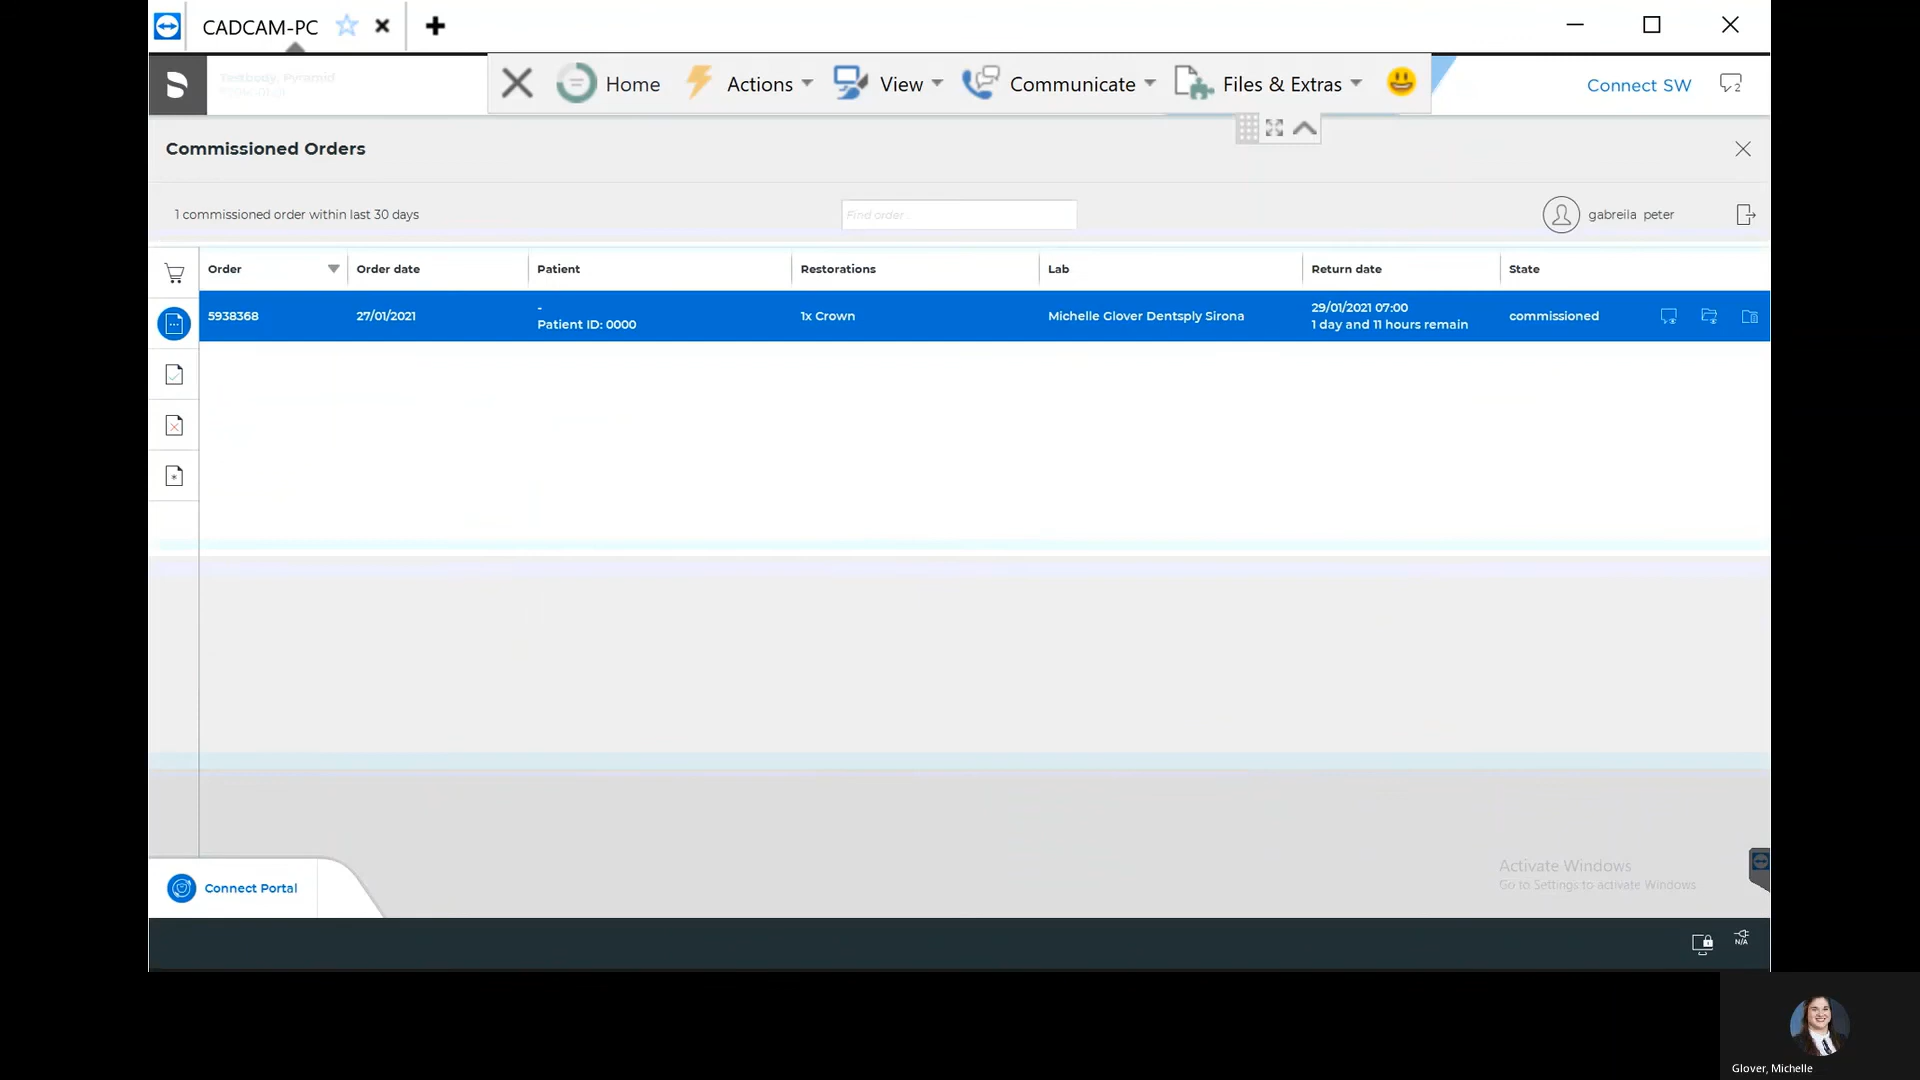 CADCAM-PC
Testbody, Pyramid
Home
Actions
View
Communicate
Files & Extras
Connect SW
2
Commissioned Orders
1 commissioned order within last 30 days
Find order
gabreila peter
Order
Order date
Patient
Restorations
Lab
Return date
State
5938368
27/01/2021
-
Patient ID: 0000
1x Crown
Michelle Glover Dentsply Sirona
29/01/2021 07:00
1 day and 11 hours remain
commissioned
Activate Windows
Go to Settings to activate Windows
Connect Portal
N/A
Glover, Michelle